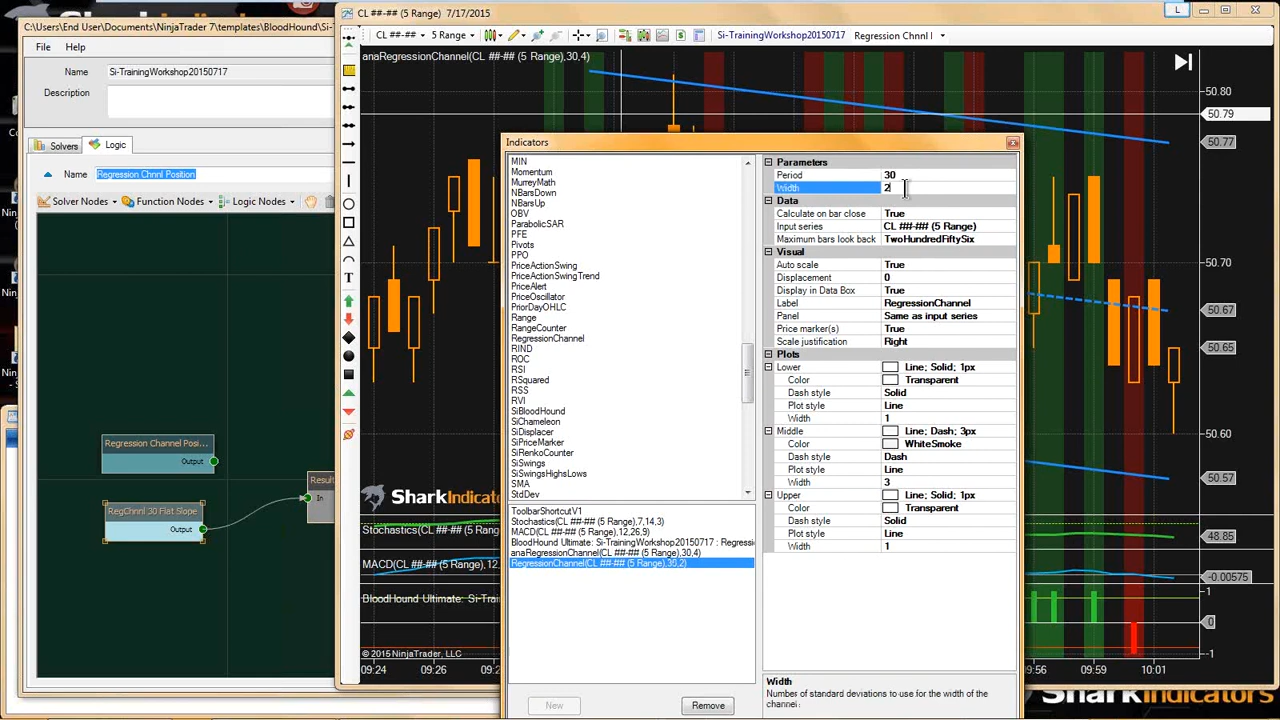 C:\Users\End User\Documents\NinjaTrader 7\templates\BloodHound\Si-
File
Help
Name
Si-TrainingWorkshop20150717
Description
Solvers
Logic
Name
Regression Chnnl Position
Solver Nodes
Function Nodes
Logic Nodes
Regression Channel Posi...
Output
RegChnnl 30 Flat Slope
Output
Result
In
CL ##-## (5 Range) 7/17/2015
L
CL ##-##
5 Range
$
Si-TrainingWorkshop20150717
Regression Chnnl I
T
anaRegressionChannel(CL ##-## (5 Range),30,4)
50.80
50.79
50.77
50.70
50.67
50.65
50.60
50.57
48.85
-0.00575
1
0
-1
SharkIndicators
Stochastics(CL ##-## (5 Range)
MACD(CL ##-## (5 Range),12
BloodHound Ultimate: Si-Train
© 2015 NinjaTrader, LLC
09:24
09:26
09:56
09:59
10:01
Indicators
MIN
Momentum
MurreyMath
NBarsDown
NBarsUp
OBV
ParabolicSAR
PFE
Pivots
PPO
PriceActionSwing
PriceActionSwingTrend
PriceAlert
PriceOscillator
PriorDayOHLC
Range
RangeCounter
RegressionChannel
RIND
ROC
RSI
RSquared
RSS
RVI
SiBloodHound
SiChameleon
SiDisplacer
SiPriceMarker
SiRenkoCounter
SiSwings
SiSwingsHighsLows
SMA
StdDev
ToolbarShortcutV1
Stochastics(CL ##-## (5 Range),7,14,3)
MACD(CL ##-## (5 Range),12,26,9)
BloodHound Ultimate: Si-TrainingWorkshop20150717 : Regressio
anaRegressionChannel(CL ##-## (5 Range),30,4)
RegressionChannel(CL ##-## (5 Range),30,2)
New
Remove
Parameters
Period 30
Width 2
Data
Calculate on bar close True
Input series CL ##-## (5 Range)
Maximum bars look back TwoHundredFiftySix
Visual
Auto scale True
Displacement 0
Display in Data Box True
Label RegressionChannel
Panel Same as input series
Price marker(s) True
Scale justification Right
Plots
Lower Line; Solid; 1px
Color Transparent
Dash style Solid
Plot style Line
Width 1
Middle Line; Dash; 3px
Color WhiteSmoke
Dash style Dash
Plot style Line
Width 3
Upper Line; Solid; 1px
Color Transparent
Dash style Solid
Plot style Line
Width 1
Width
Number of standard deviations to use for the width of the
channel:
SharkIndicators